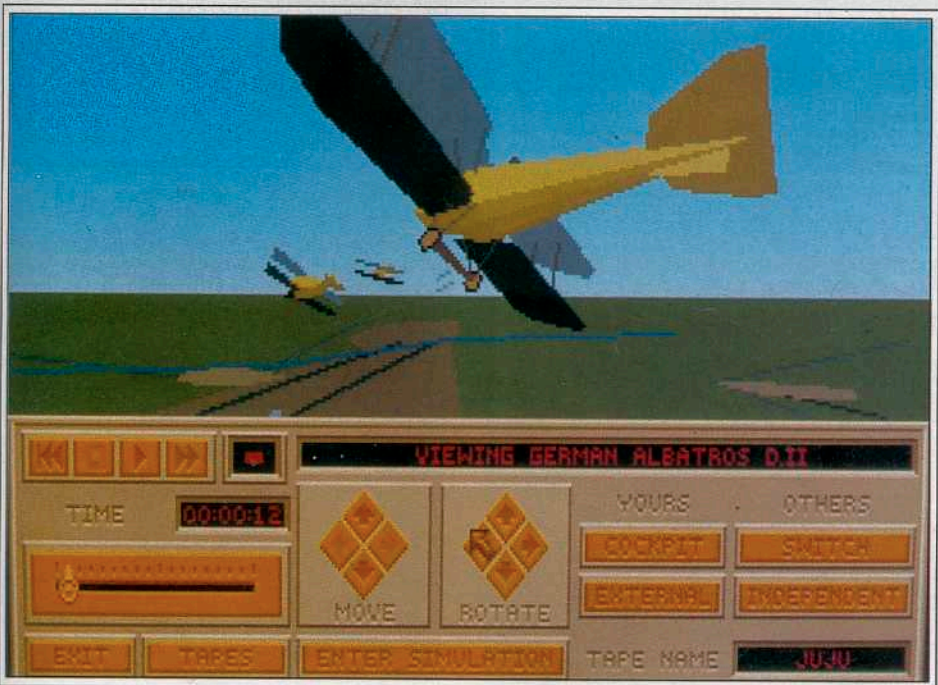 VIEWING GERMAN ALBATROS D.II
TIME 00:00:12
YOURS OTHERS
COCKPIT SWITCH
EXTERNAL INDEPENDENT
MOVE ROTATE
EXIT TAPES ENTER SIMULATION TAPE NAME JUJU